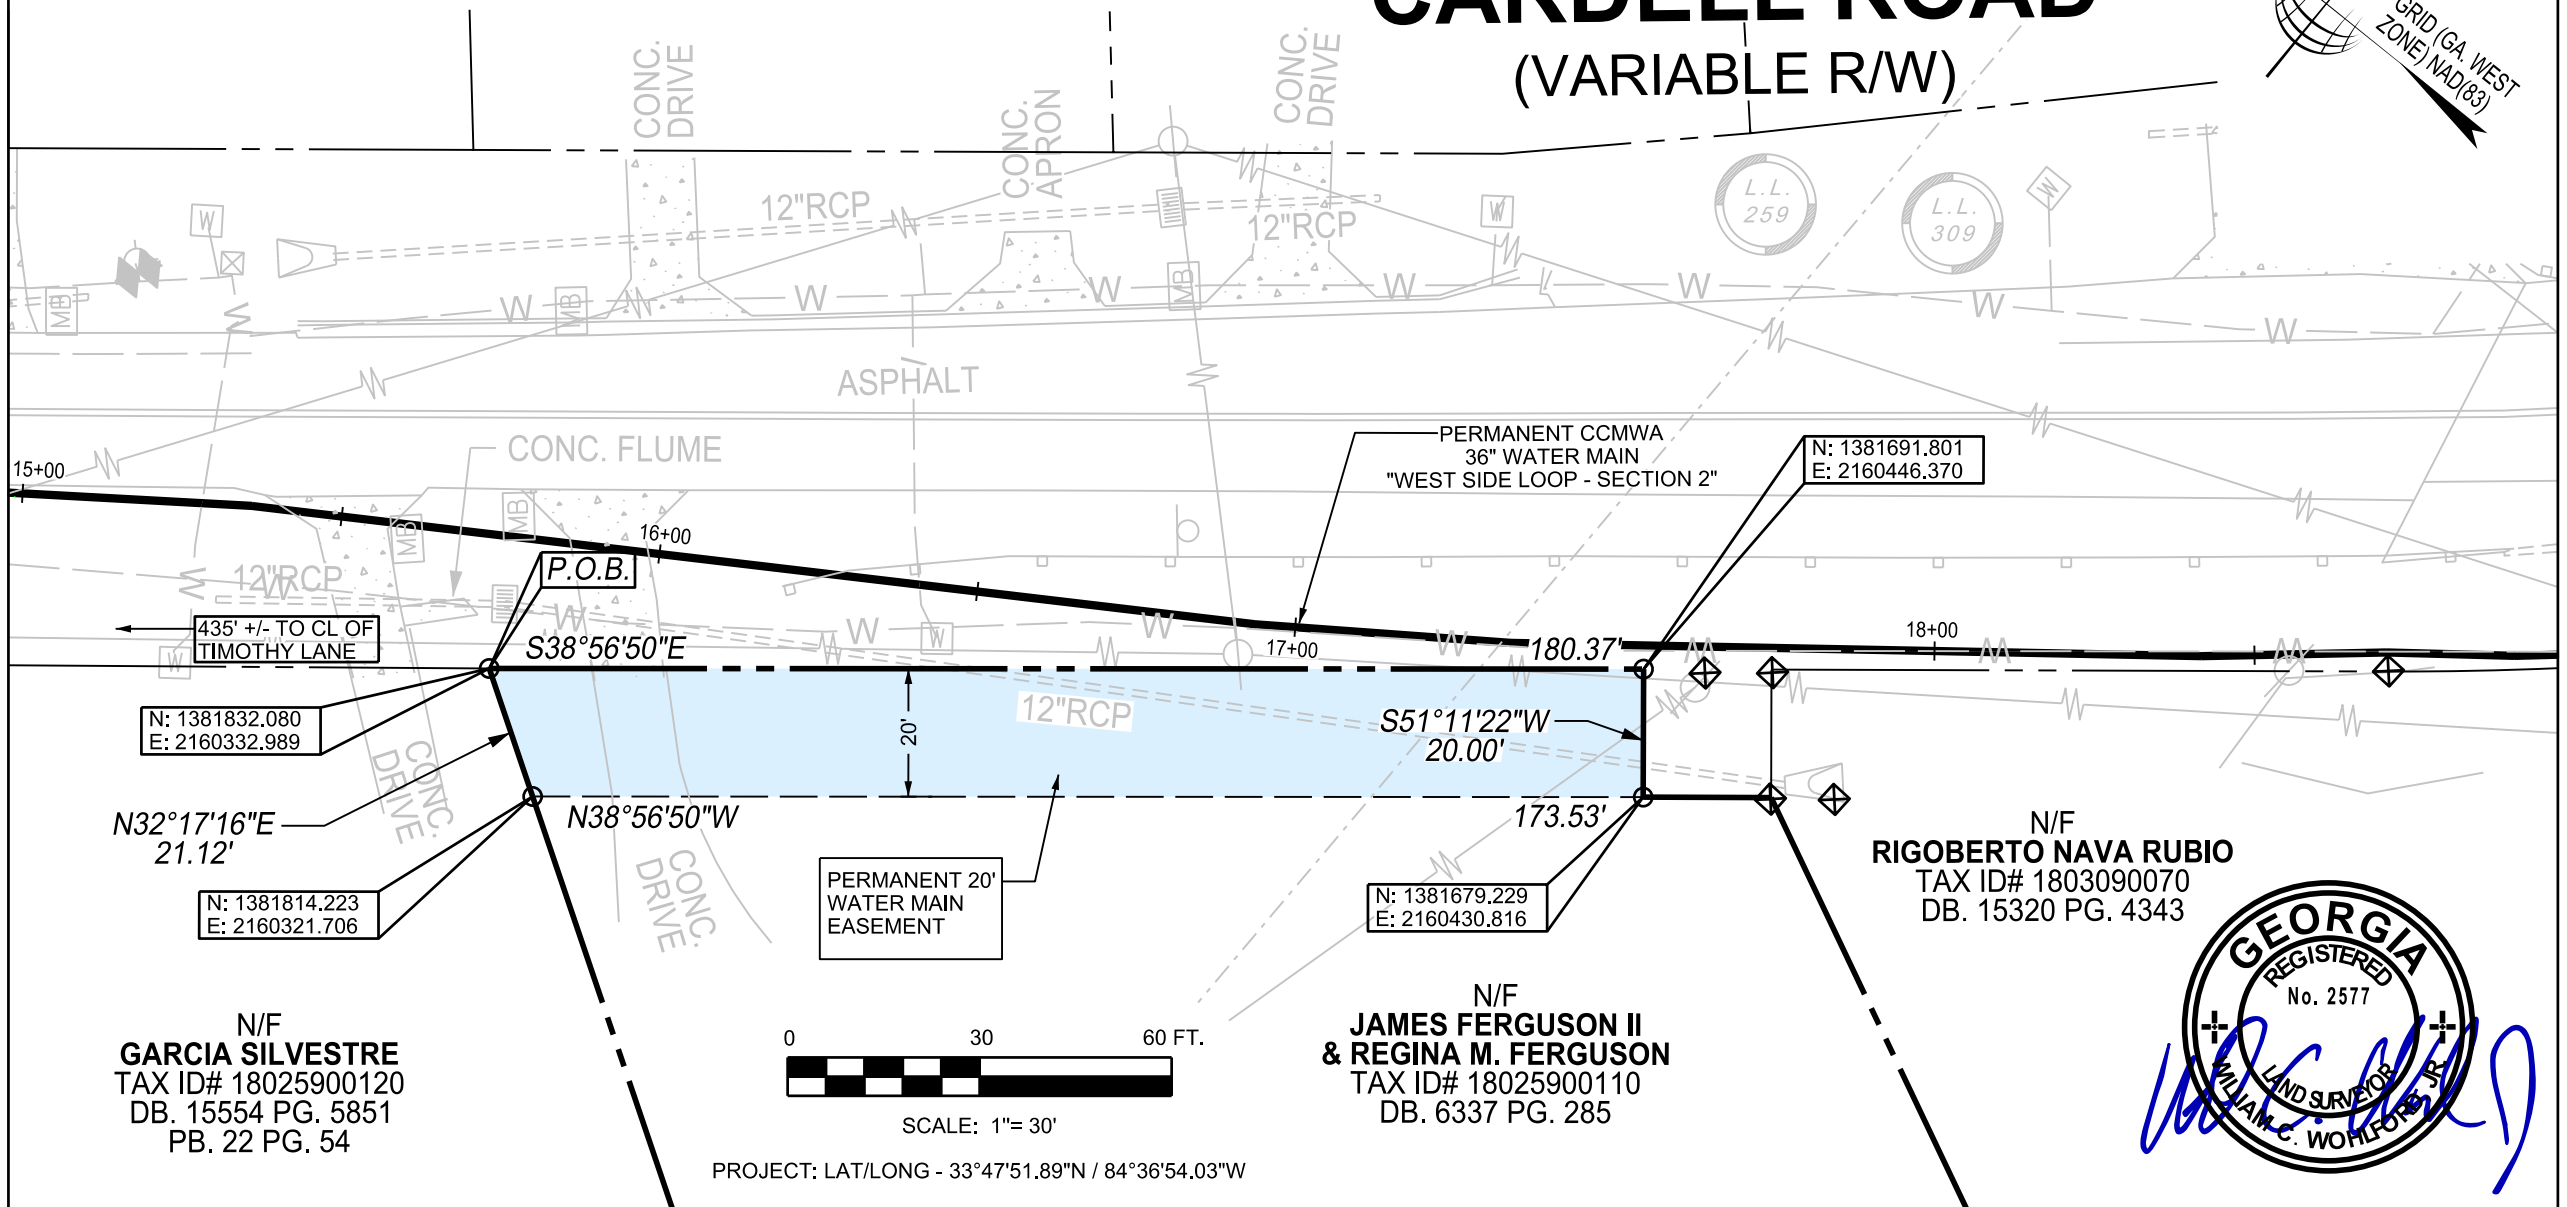 CARDELL ROAD
(VARIABLE R/W)
GRID (GA. WEST
ZONE) NAD(83)
CONC.
DRIVE
CONC.
APRON
CONC.
DRIVE
12"RCP
12"RCP
L.L.
259
L.L.
309
W
W
W
MB
MB
MB
W
W
W
W
W
W
W
W
ASPHALT
CONC. FLUME
15+00
16+00
17+00
18+00
PERMANENT CCMWA
36" WATER MAIN
"WEST SIDE LOOP - SECTION 2"
N: 1381691.801
E: 2160446.370
MB
MB
P.O.B.
12"RCP
W
W
W
W
W
W
W
W
W
W
W
W
435' +/- TO CL OF
TIMOTHY LANE
S38°56'50"E
180.37'
12"RCP
20'
S51°11'22"W
20.00'
N: 1381832.080
E: 2160332.989
CONC.
DRIVE
N32°17'16"E
21.12'
N38°56'50"W
173.53'
CONC.
DRIVE
N: 1381814.223
E: 2160321.706
PERMANENT 20'
WATER MAIN
EASEMENT
N: 1381679.229
E: 2160430.816
N/F
RIGOBERTO NAVA RUBIO
TAX ID# 1803090070
DB. 15320 PG. 4343
N/F
GARCIA SILVESTRE
TAX ID# 18025900120
DB. 15554 PG. 5851
PB. 22 PG. 54
0 30 60 FT.
SCALE: 1"= 30'
N/F
JAMES FERGUSON II
& REGINA M. FERGUSON
TAX ID# 18025900110
DB. 6337 PG. 285
PROJECT: LAT/LONG - 33°47'51.89"N / 84°36'54.03"W
GEORGIA
REGISTERED
No. 2577
LAND SURVEYOR
WILLIAM C. WOHLFORD, JR.